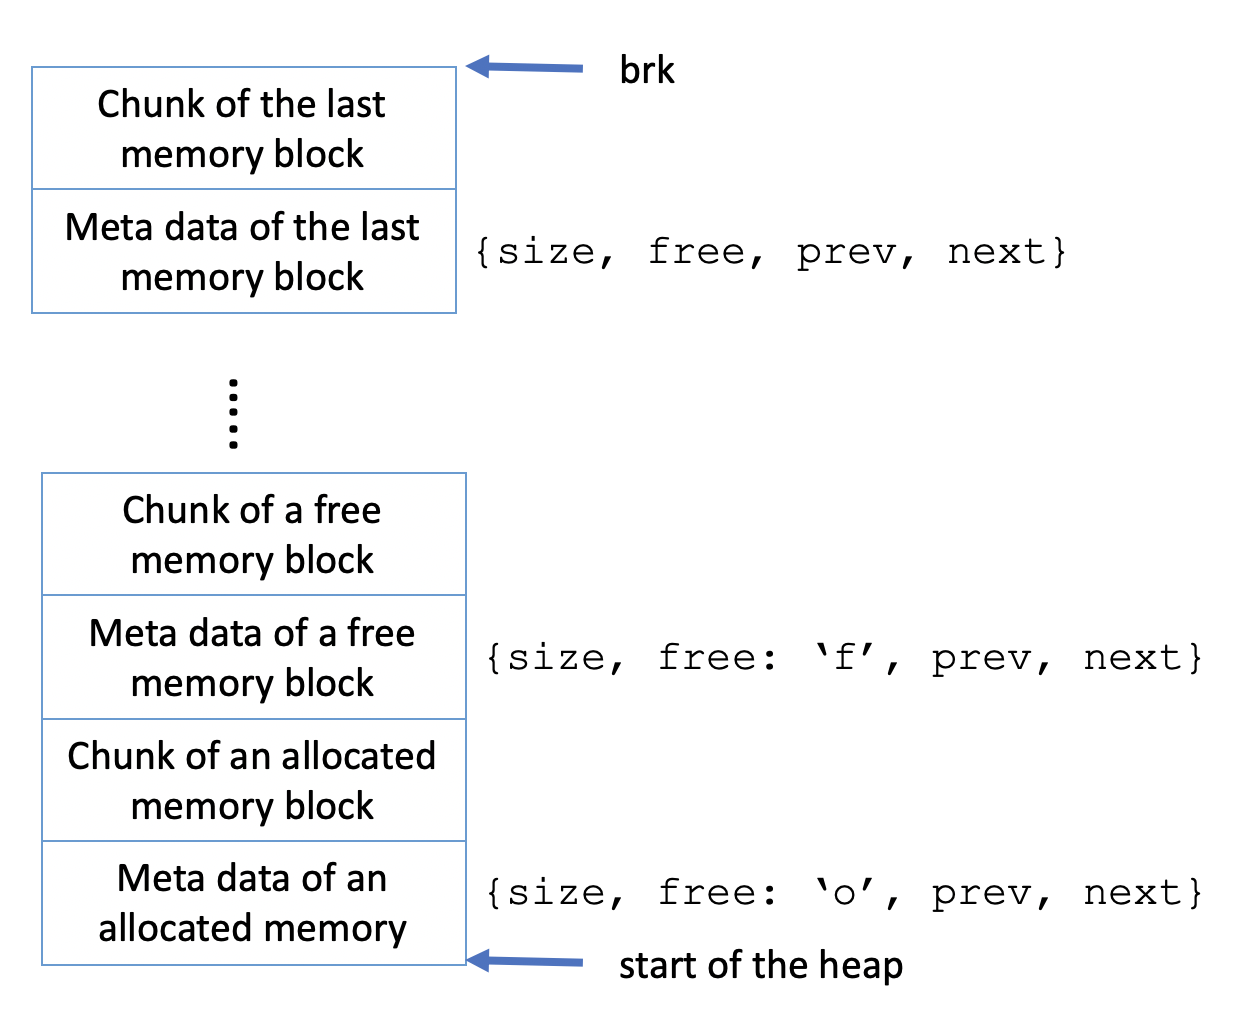 brk
Chunk of the last
memory block
Meta data of the last
memory block
{size, free, prev, next}
Chunk of a free
memory block
Meta data of a free
memory block
{size, free: ‘f’, prev, next}
Chunk of an allocated
memory block
Meta data of an
allocated memory
{size, free: ‘o’, prev, next}
start of the heap